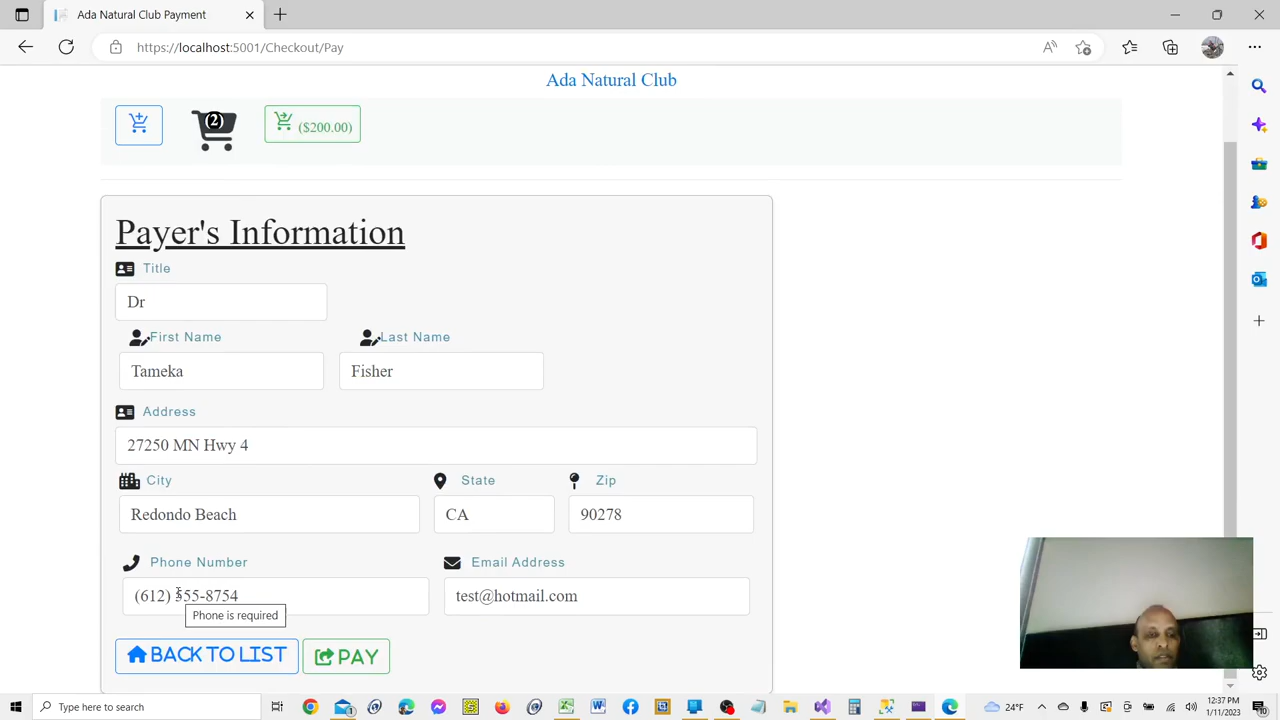 Ada Natural Club Payment
https://localhost:5001/Checkout/Pay
Ada Natural Club
(2)
($200.00)
Payer's Information
Title
Dr
First Name
Last Name
Tameka
Fisher
Address
27250 MN Hwy 4
City
State
Zip
Redondo Beach
CA
90278
Phone Number
Email Address
(612) 555-8754
test@hotmail.com
Phone is required
BACK TO LIST
PAY
Type here to search
24°F
12:37 PM
1/11/2023